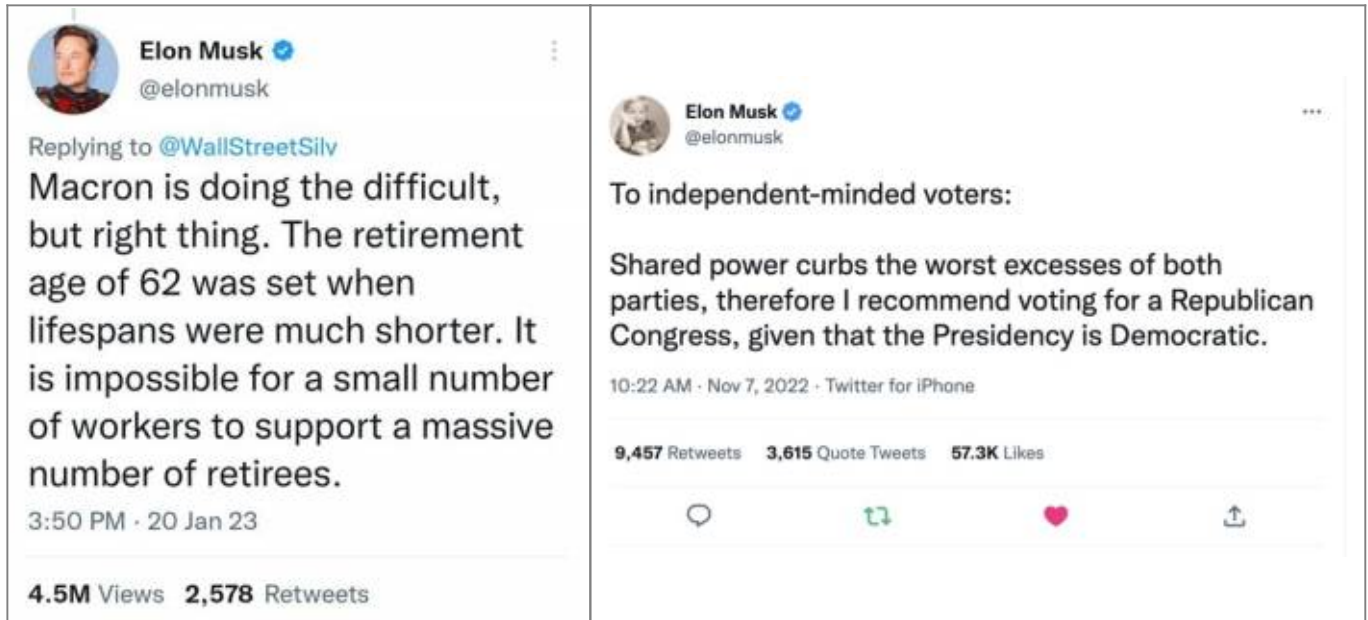 Elon Musk
@elonmusk
Replying to @WallStreetSilv
Macron is doing the difficult,
but right thing. The retirement
age of 62 was set when
lifespans were much shorter. It
is impossible for a small number
of workers to support a massive
number of retirees.
3:50 PM · 20 Jan 23
4.5M Views 2,578 Retweets
Elon Musk
@elonmusk
To independent-minded voters:
Shared power curbs the worst excesses of both
parties, therefore I recommend voting for a Republican
Congress, given that the Presidency is Democratic.
10:22 AM · Nov 7, 2022 · Twitter for iPhone
9,457 Retweets 3,615 Quote Tweets 57.3K Likes